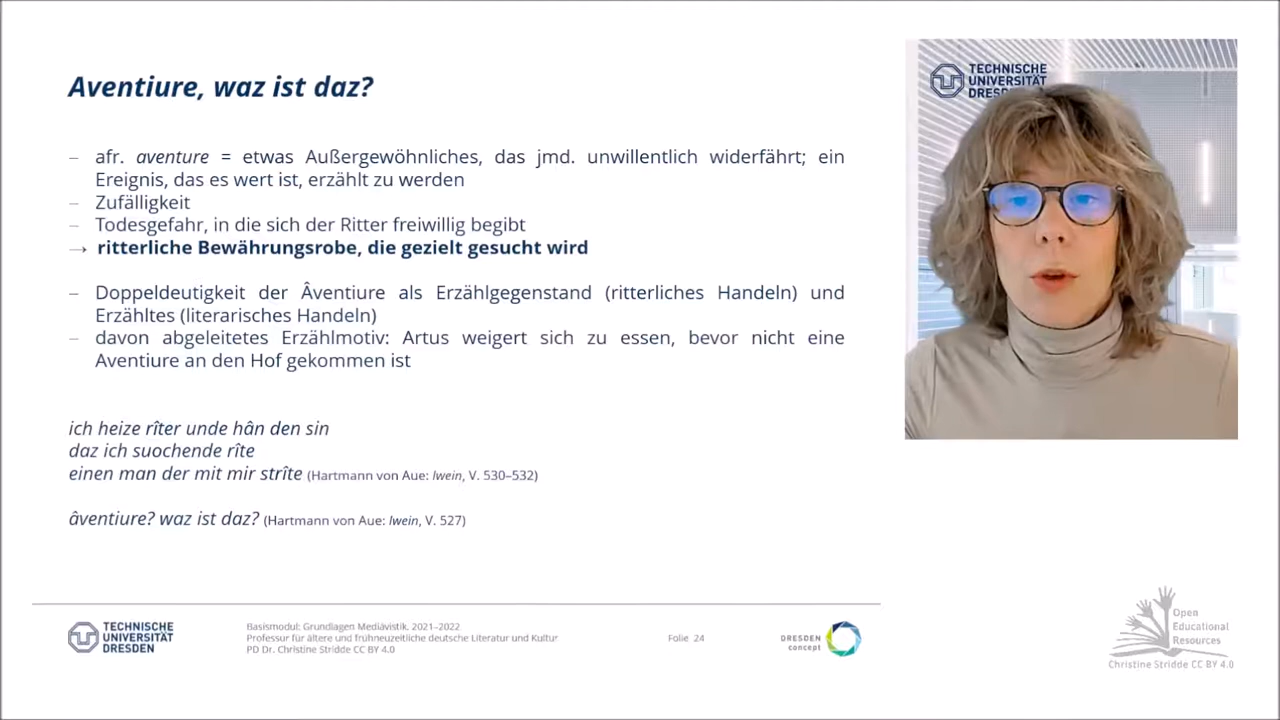 Aventiure, waz ist daz?
– afr. aventure = etwas Außergewöhnliches, das jmd. unwillentlich widerfährt; ein
Ereignis, das es wert ist, erzählt zu werden
– Zufälligkeit
– Todesgefahr, in die sich der Ritter freiwillig begibt
→ ritterliche Bewährungsrobe, die gezielt gesucht wird
– Doppeldeutigkeit der Âventiure als Erzählgegenstand (ritterliches Handeln) und
Erzähltes (literarisches Handeln)
– davon abgeleitetes Erzählmotiv: Artus weigert sich zu essen, bevor nicht eine
Aventiure an den Hof gekommen ist
ich heize rîter unde hân den sin
daz ich suochende rîte
einen man der mit mir strîte (Hartmann von Aue: Iwein, V. 530–532)
âventiure? waz ist daz? (Hartmann von Aue: Iwein, V. 527)
TECHNISCHE
UNIVERSITÄT
DRESDEN
Basismodul: Grundlagen Mediävistik, 2021–2022
Professur für ältere und frühneuzeitliche deutsche Literatur und Kultur
PD Dr. Christine Stridde CC BY 4.0
Folie 24
DRESDEN
concept
TECHNISCHE
UNIVERSITÄT
Open
Educational
Resources
Christine Stridde CC BY 4.0